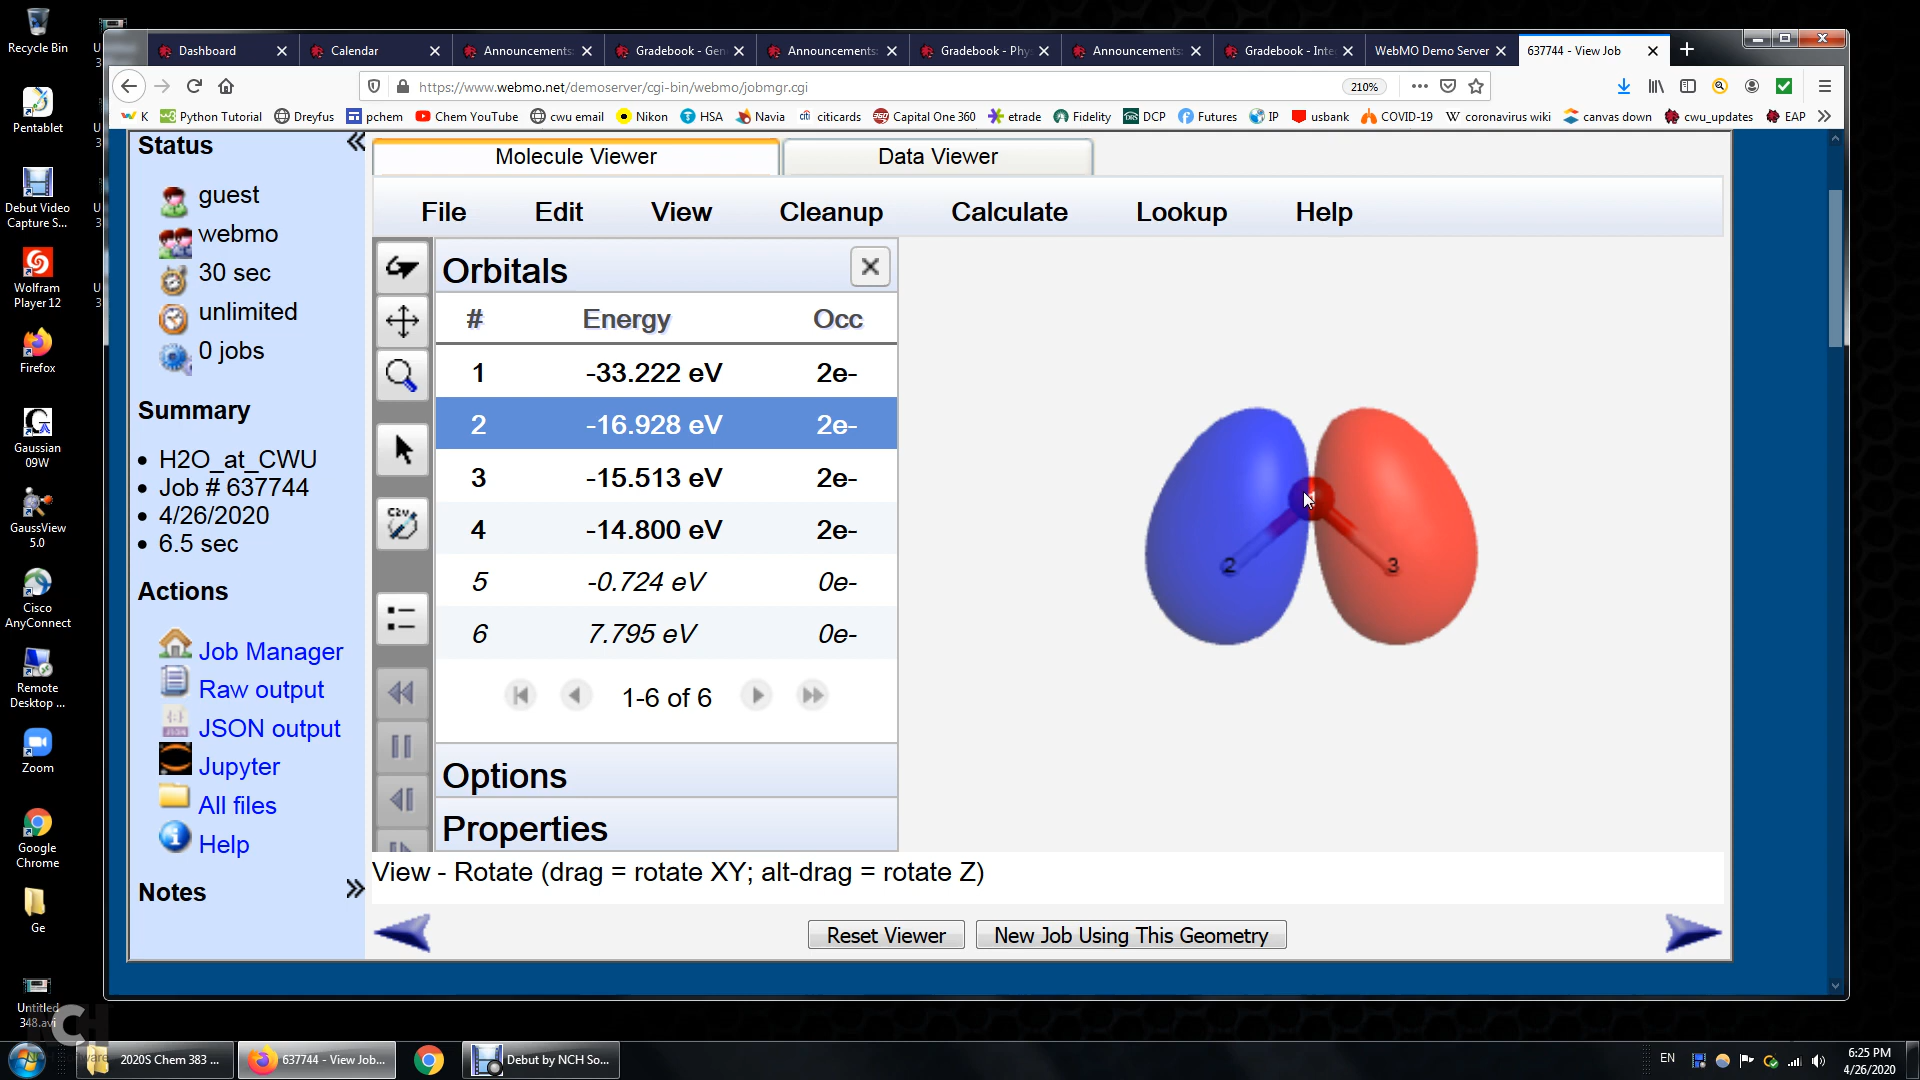 Recycle Bin
Pentablet
Debut Video
Capture S...
Wolfram
Player 12
Firefox
Gaussian
09W
GaussView
5.0
Cisco
AnyConnect
Remote
Desktop ...
Zoom
Google
Chrome
Ge
Untitled
348.avi
Dashboard
Calendar
Announcements:
Gradebook - Gen
Announcements:
Gradebook - Phy
Announcements:
Gradebook - Inte
WebMO Demo Server
637744 - View Job
https://www.webmo.net/demoserver/cgi-bin/webmo/jobmgr.cgi
210%
K
Python Tutorial
Dreyfus
pchem
Chem YouTube
cwu email
Nikon
HSA
Navia
citicards
Capital One 360
etrade
Fidelity
DCP
Futures
IP
usbank
COVID-19
coronavirus wiki
canvas down
cwu_updates
EAP
Status
guest
webmo
30 sec
unlimited
0 jobs
Summary
H2O_at_CWU
Job # 637744
4/26/2020
6.5 sec
Actions
Job Manager
Raw output
JSON output
Jupyter
All files
Help
Notes
Molecule Viewer
Data Viewer
File Edit View Cleanup Calculate Lookup Help
Orbitals
# Energy Occ
1 -33.222 eV 2e-
2 -16.928 eV 2e-
3 -15.513 eV 2e-
4 -14.800 eV 2e-
5 -0.724 eV 0e-
6 7.795 eV 0e-
1-6 of 6
Options
Properties
2
3
View - Rotate (drag = rotate XY; alt-drag = rotate Z)
Reset Viewer
New Job Using This Geometry
2020S Chem 383 ...
637744 - View Job...
Debut by NCH So...
EN
6:25 PM
4/26/2020